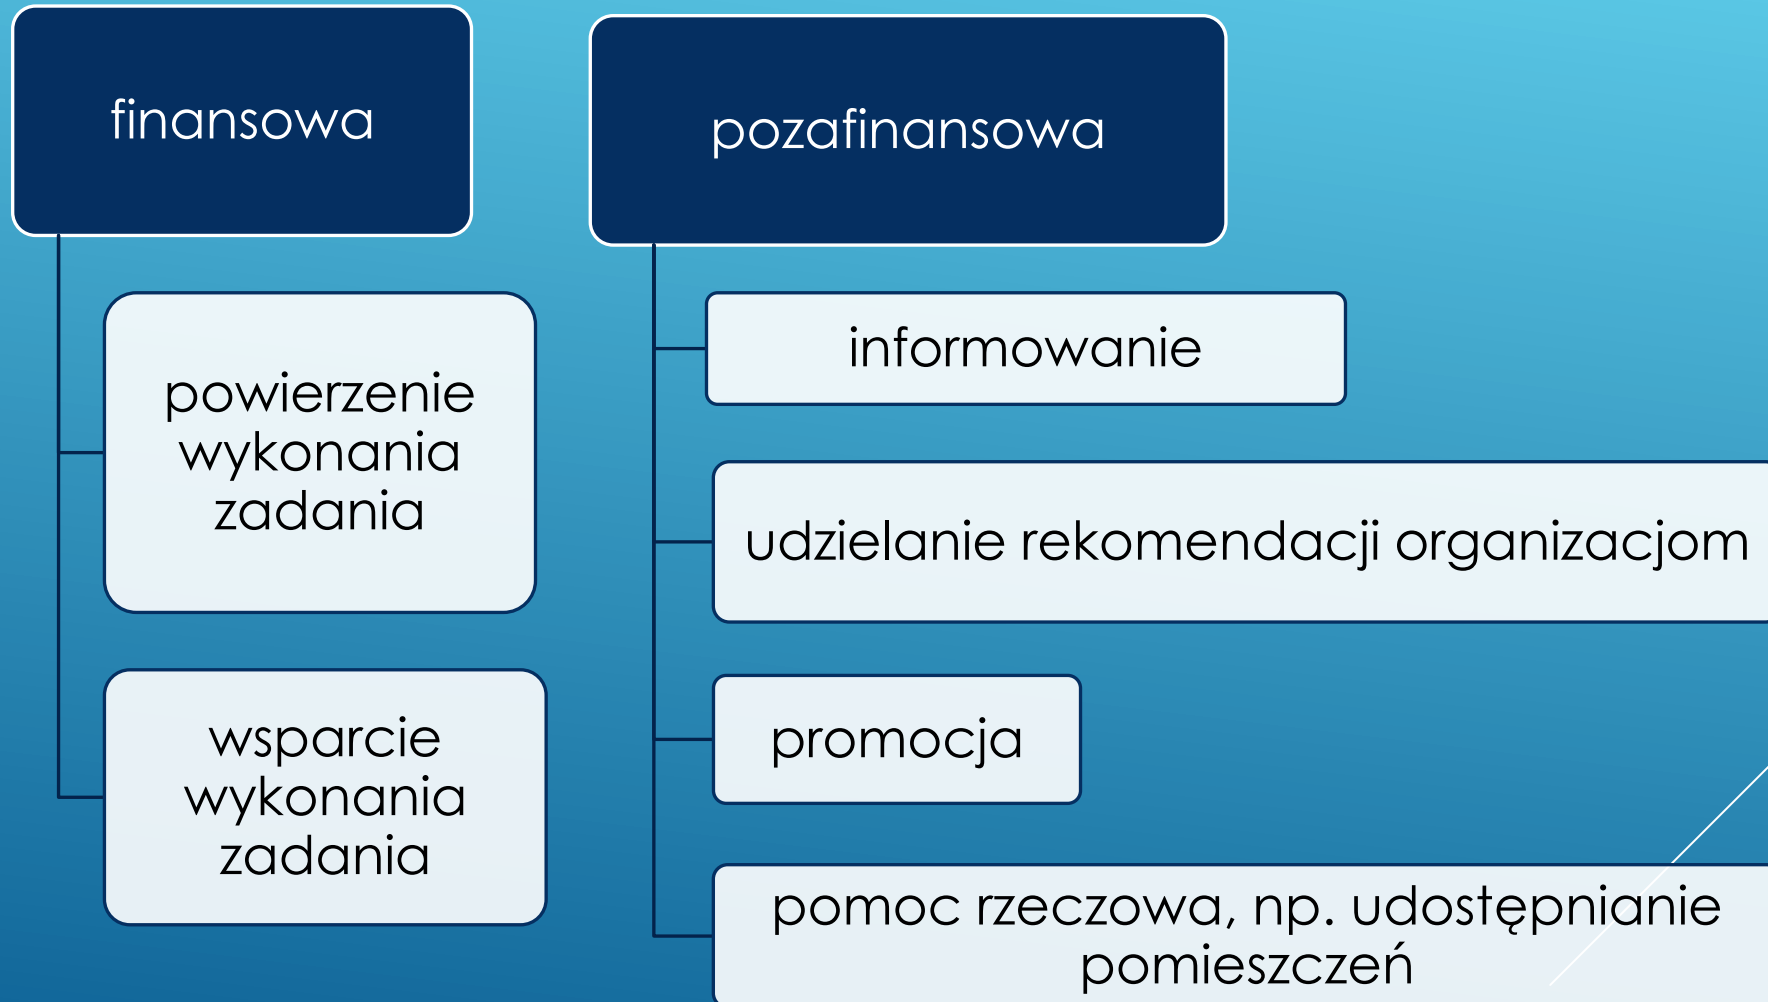 finansowa
powierzenie
wykonania
zadania
wsparcie
wykonania
zadania
pozafinansowa
informowanie
udzielanie rekomendacji organizacjom
promocja
pomoc rzeczowa, np. udostępnianie
pomieszczeń